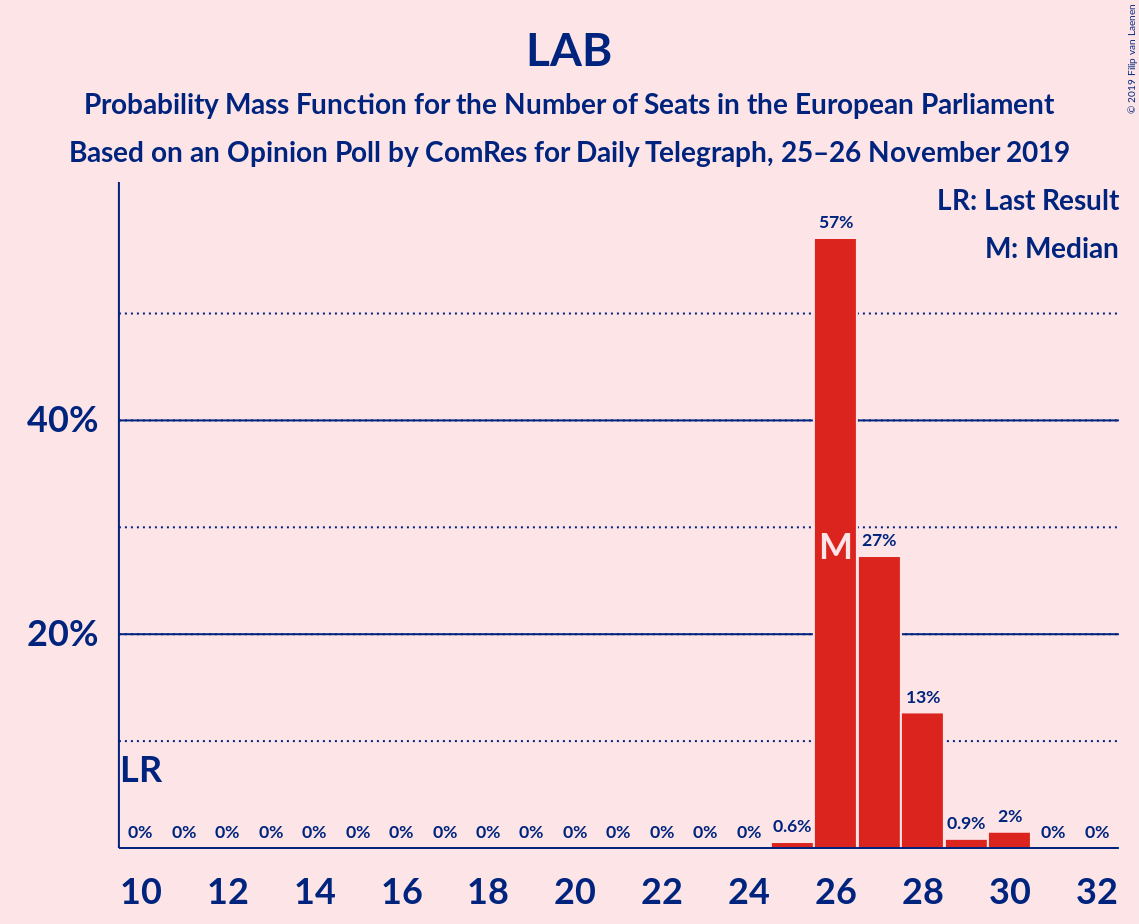 LAB
Probability Mass Function for the Number of Seats in the European Parliament
Based on an Opinion Poll by ComRes for Daily Telegraph, 25–26 November 2019
© 2019 Filip van Laenen
LR: Last Result
M: Median
57%
40%
M
27%
20%
13%
LR
0% 0% 0% 0% 0% 0% 0% 0% 0% 0% 0% 0% 0% 0% 0% 0.6% 0.9% 2% 0% 0%
10 12 14 16 18 20 22 24 26 28 30 32